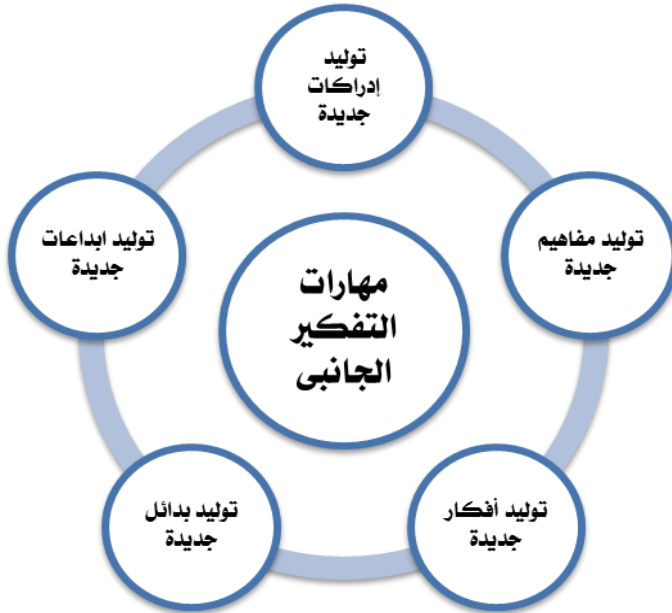 توليد
إدراكات
جديدة
توليد مفاهيم
جديدة
توليد أفكار
جديدة
توليد بدائل
جديدة
توليد ابداعات
جديدة
مهارات
التفكير
الجانبى